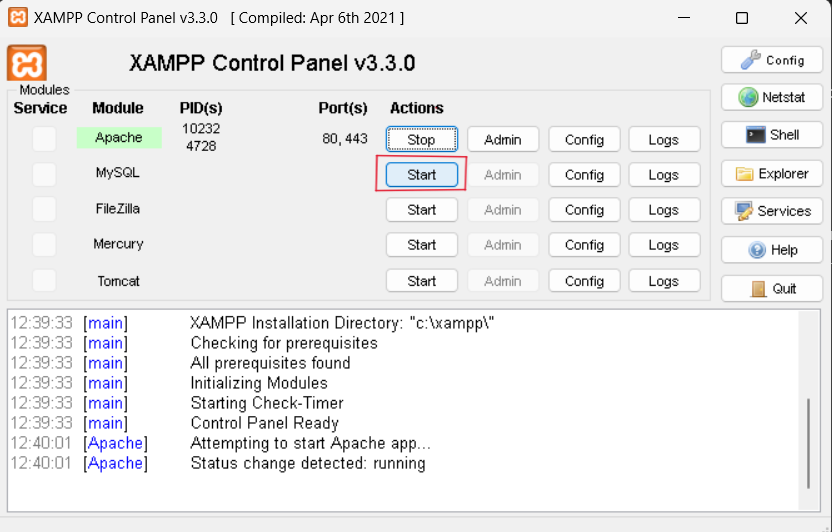 XAMPP Control Panel v3.3.0 [ Compiled: Apr 6th 2021 ]
XAMPP Control Panel v3.3.0
Config
Modules
Service Module PID(s) Port(s) Actions
Netstat
Apache 10232 4728 80, 443 Stop Admin Config Logs
Shell
MySQL Start Admin Config Logs
Explorer
FileZilla Start Admin Config Logs
Services
Mercury Start Admin Config Logs
Help
Tomcat Start Admin Config Logs
Quit
12:39:33 [main] XAMPP Installation Directory: "c:\xampp\"
12:39:33 [main] Checking for prerequisites
12:39:33 [main] All prerequisites found
12:39:33 [main] Initializing Modules
12:39:33 [main] Starting Check-Timer
12:39:33 [main] Control Panel Ready
12:40:01 [Apache] Attempting to start Apache app...
12:40:01 [Apache] Status change detected: running